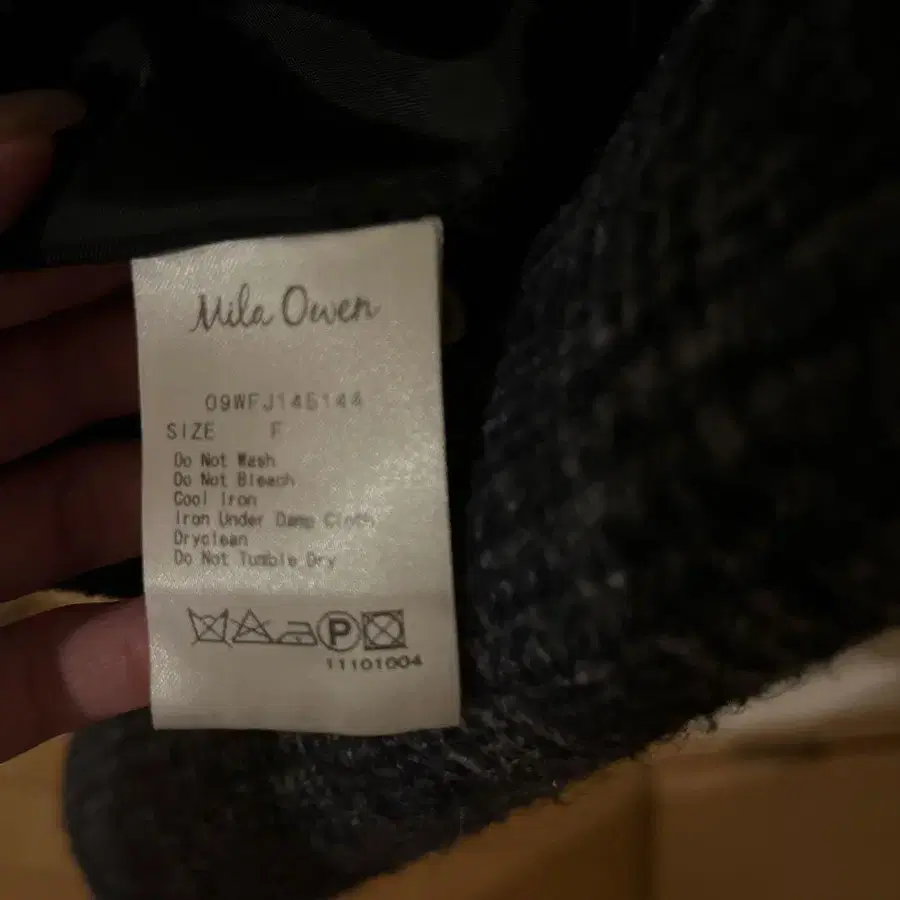 Mila Owen
09WFJ145144
SIZE F
Do Not Wash
Do Not Bleach
Cool Iron
Iron Under Damp Cloth
Dryclean
Do Not Tumble Dry
P
11101004